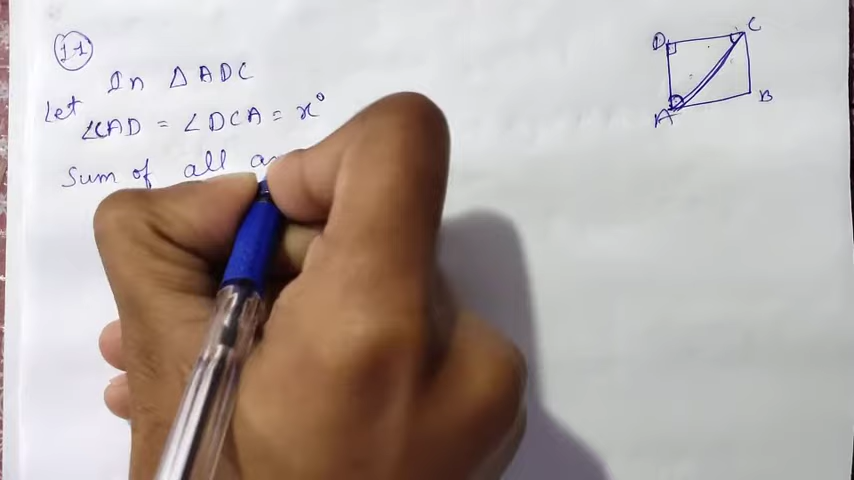 11
In △ADC
Let
∠CAD = ∠DCA = x°
Sum of all
D
C
A
B